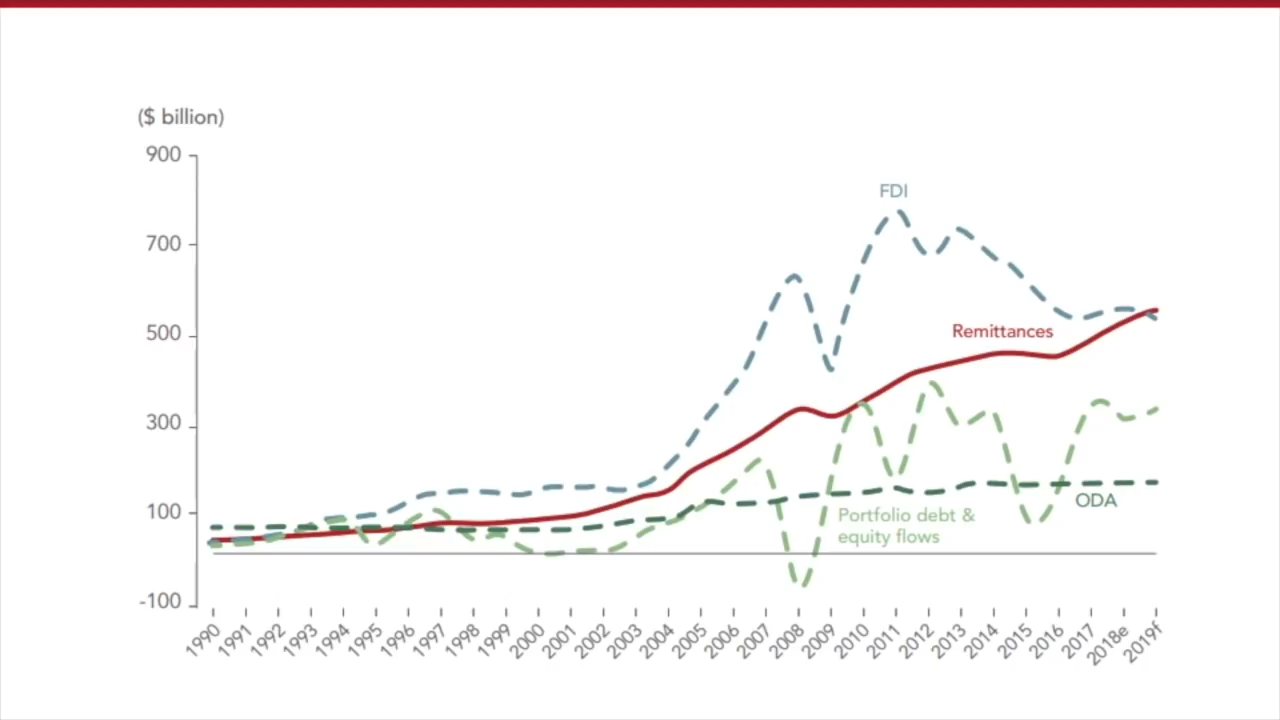 ($ billion)
900
700
500
300
100
-100
FDI
Remittances
ODA
Portfolio debt &
equity flows
1990 1991 1992 1993 1994 1995 1996 1997 1998 1999 2000 2001 2002 2003 2004 2005 2006 2007 2008 2009 2010 2011 2012 2013 2014 2015 2016 2017 2018e 2019f